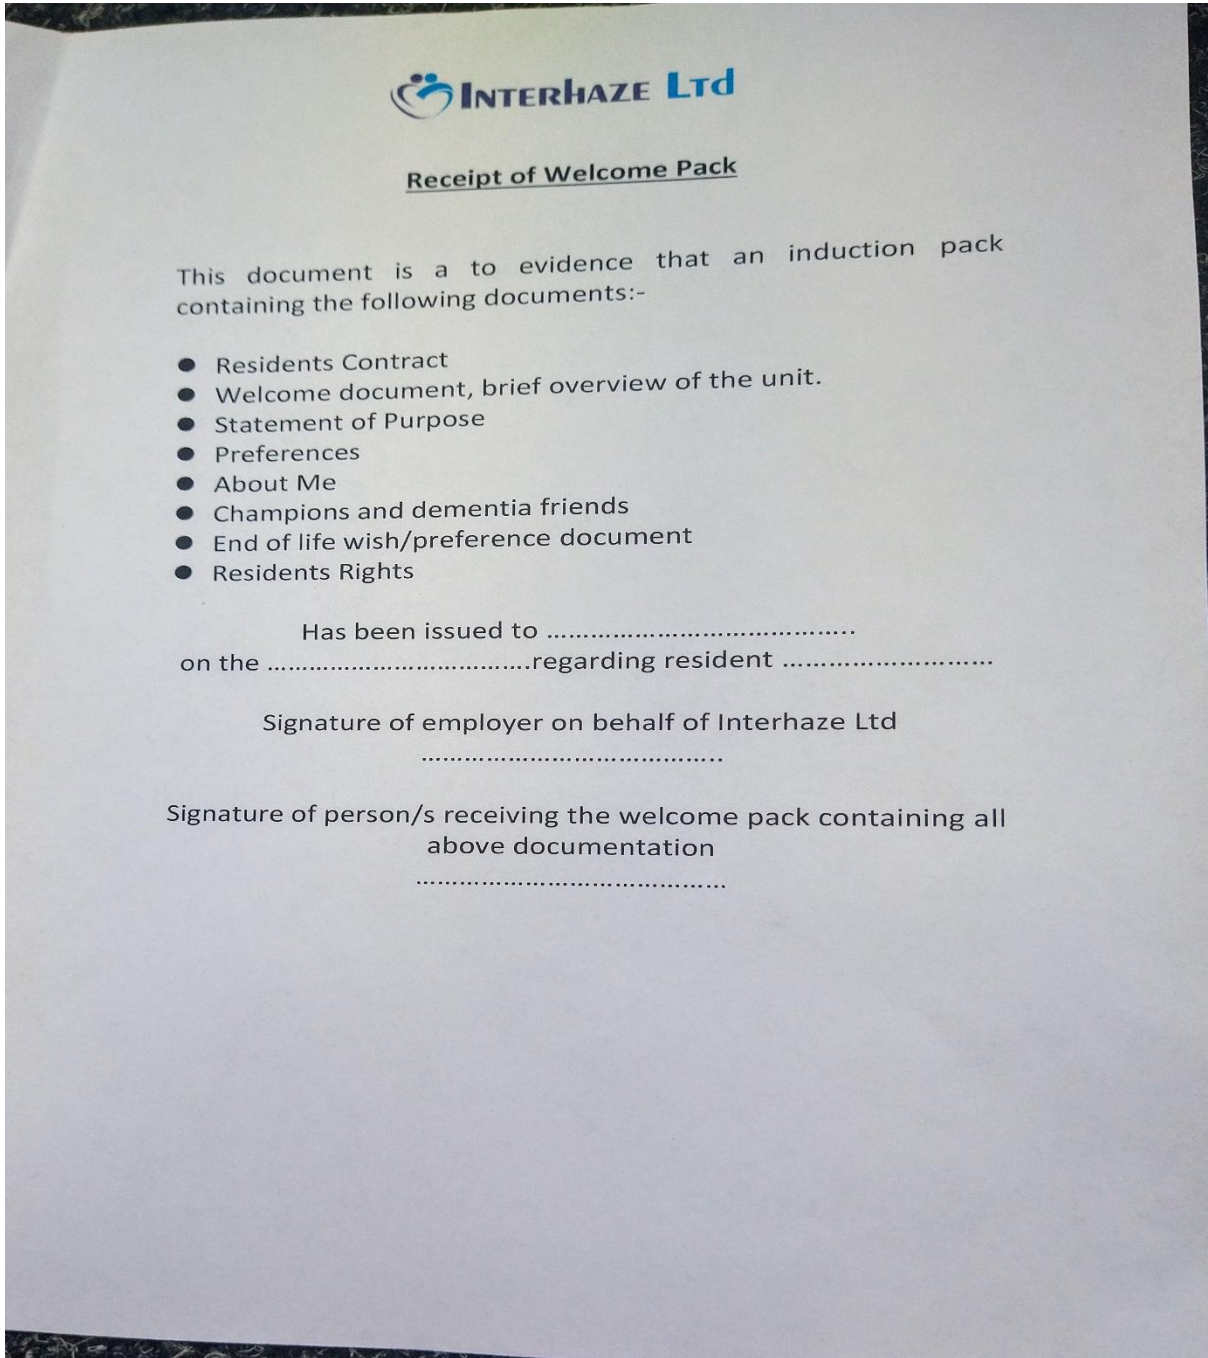 INTERHAZE LTD
Receipt of Welcome Pack
This document is a to evidence that an induction pack
containing the following documents:-
● Residents Contract
● Welcome document, brief overview of the unit.
● Statement of Purpose
● Preferences
● About Me
● Champions and dementia friends
● End of life wish/preference document
● Residents Rights
Has been issued to ..........................................
on the ....................................regarding resident .............................
Signature of employer on behalf of Interhaze Ltd
.........................................
Signature of person/s receiving the welcome pack containing all
above documentation
..........................................